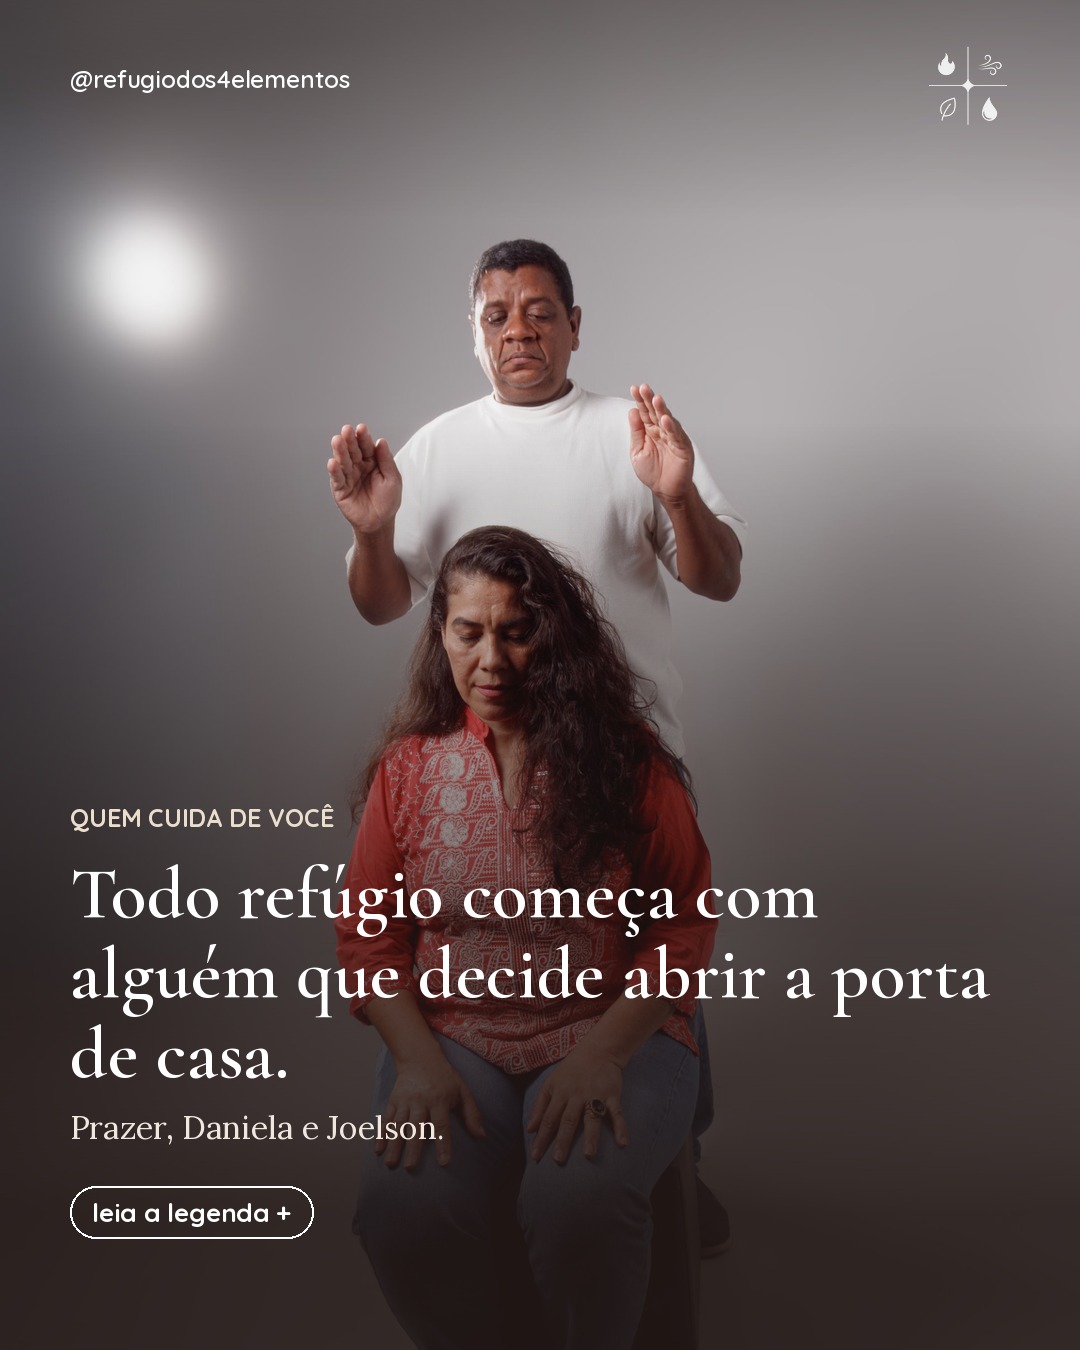 @refugiodos4elementos
QUEM CUIDA DE VOCÊ
Todo refúgio começa com
alguém que decide abrir a porta
de casa.
Prazer, Daniela e Joelson.
leia a legenda +